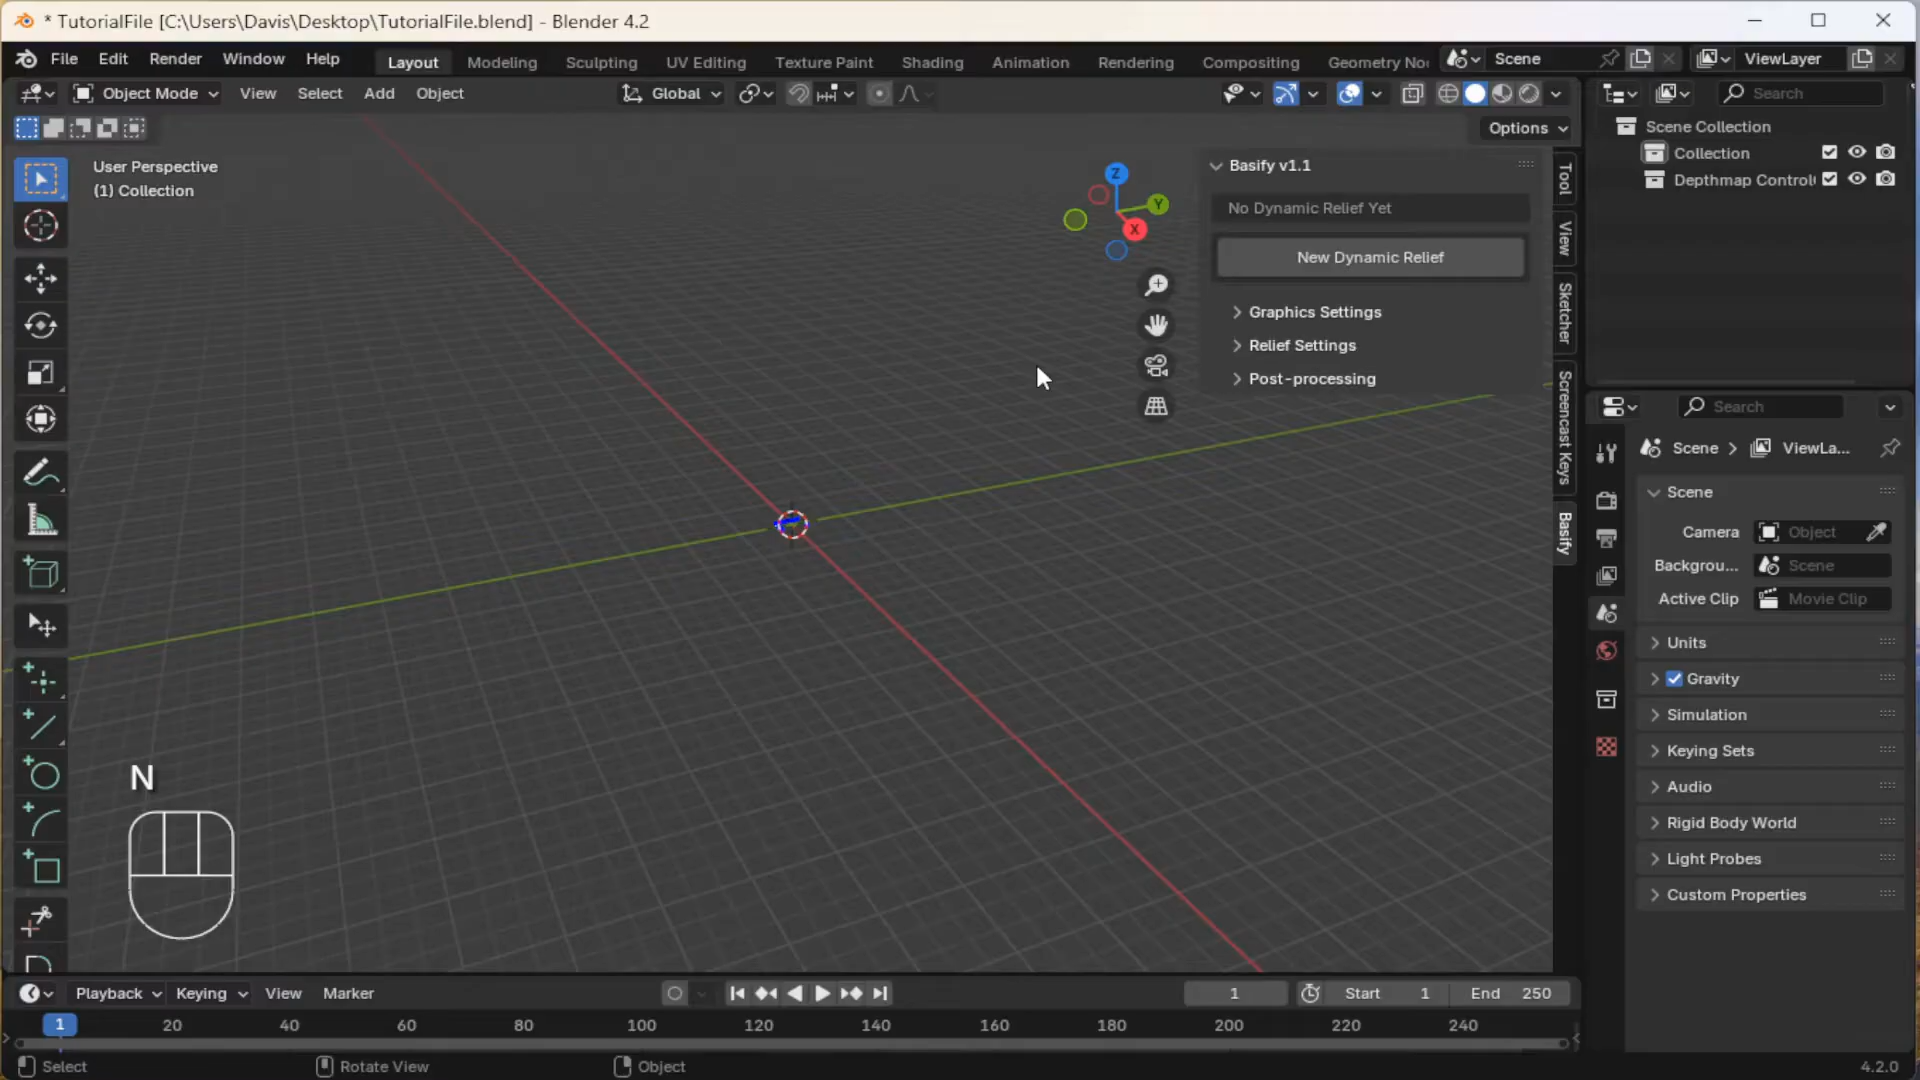 * TutorialFile [C:\Users\Davis\Desktop\TutorialFile.blend] - Blender 4.2
File Edit Render Window Help Layout Modeling Sculpting UV Editing Texture Paint Shading Animation Rendering Compositing Geometry No Scene ViewLayer
Object Mode View Select Add Object Global Search
Options
User Perspective
(1) Collection
Z
Y
X
Basify v1.1
No Dynamic Relief Yet
New Dynamic Relief
Graphics Settings
Relief Settings
Post-processing
Tool
View
Sketcher
Screencast Keys
Basify
Scene Collection
Collection
Depthmap Control
Search
Scene > ViewLa...
Scene
Camera Object
Backgrou... Scene
Active Clip Movie Clip
Units
Gravity
Simulation
Keying Sets
Audio
Rigid Body World
Light Probes
Custom Properties
N
Playback Keying View Marker 1 Start 1 End 250
1 20 40 60 80 100 120 140 160 180 200 220 240
Select Rotate View Object 4.2.0